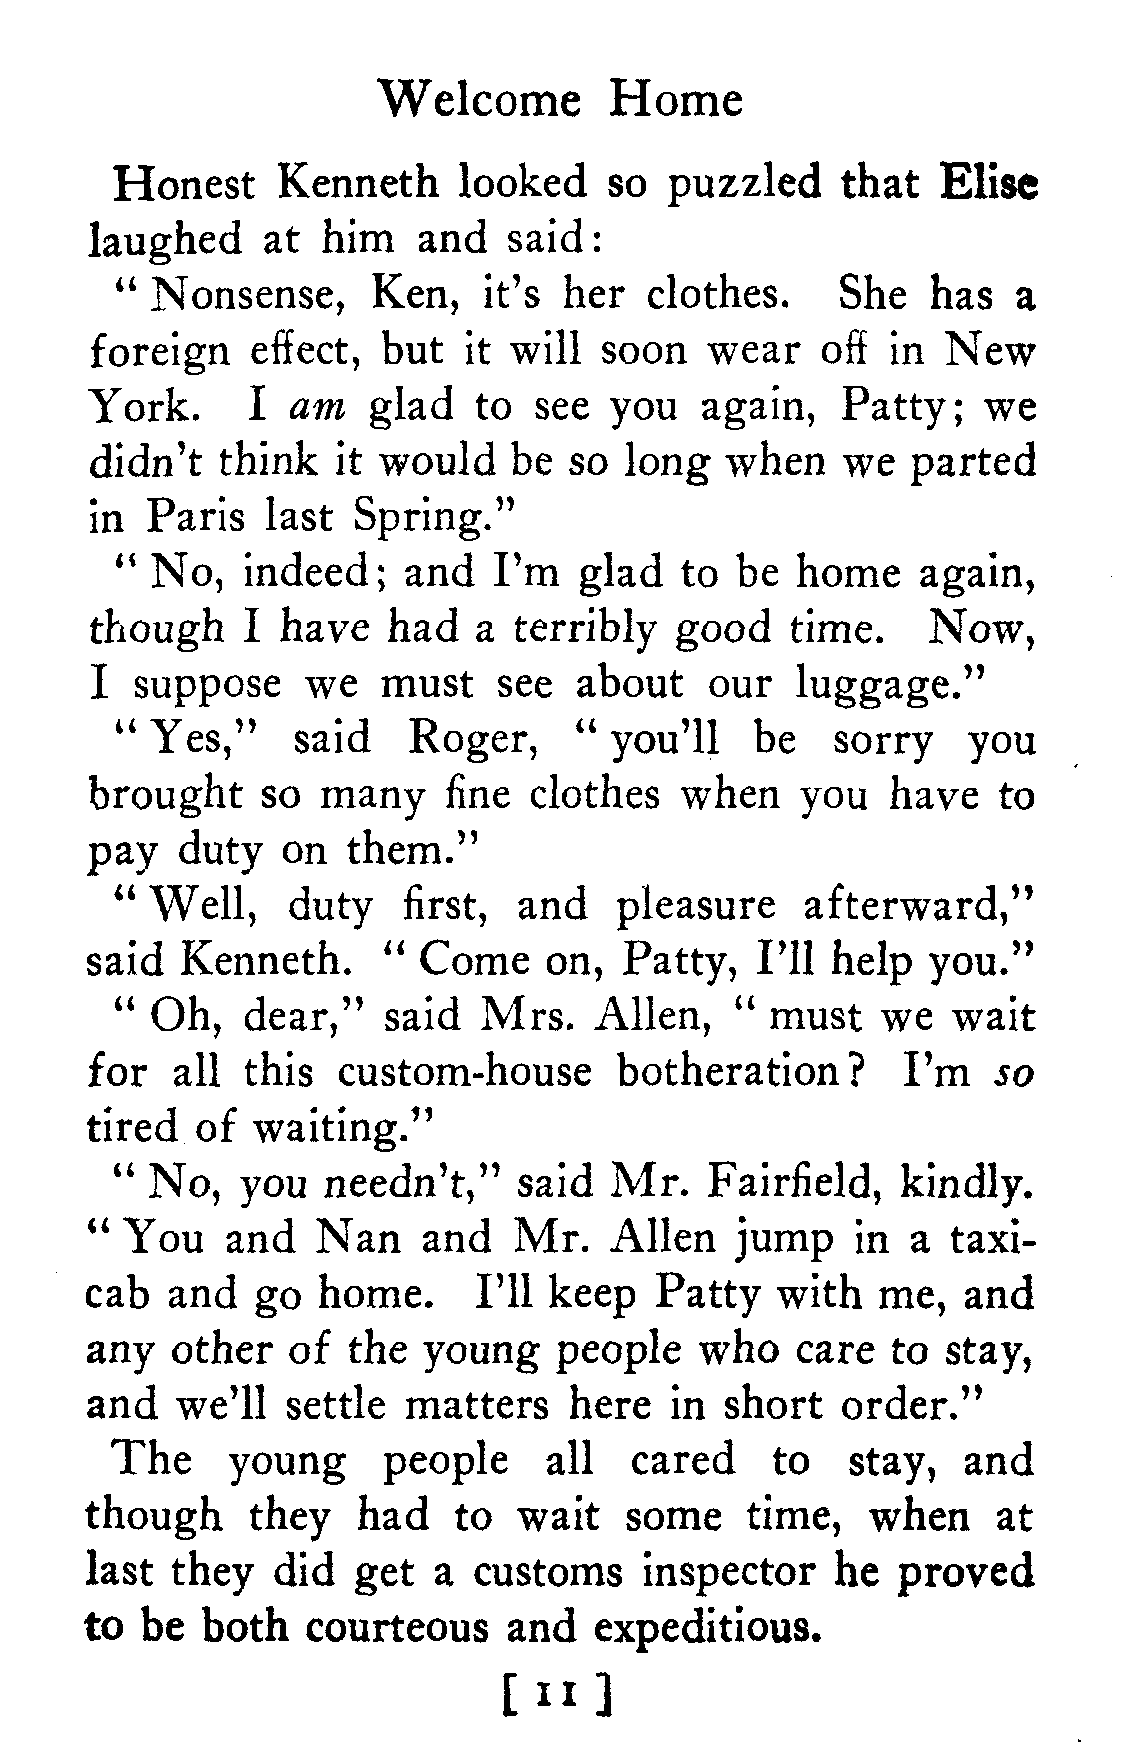 Welcome Home
Honest Kenneth looked so puzzled that Elise
laughed at him and said:
" Nonsense, Ken, it's her clothes. She has a
foreign effect, but it will soon wear off in New
York. I am glad to see you again, Patty; we
didn't think it would be so long when we parted
in Paris last Spring."
" No, indeed; and I'm glad to be home again,
though I have had a terribly good time. Now,
I suppose we must see about our luggage."
" Yes," said Roger, " you'll be sorry you
brought so many fine clothes when you have to
pay duty on them."
" Well, duty first, and pleasure afterward,"
said Kenneth. " Come on, Patty, I'll help you."
" Oh, dear," said Mrs. Allen, " must we wait
for all this custom-house botheration? I'm so
tired of waiting."
" No, you needn't," said Mr. Fairfield, kindly.
" You and Nan and Mr. Allen jump in a taxi-
cab and go home. I'll keep Patty with me, and
any other of the young people who care to stay,
and we'll settle matters here in short order."
The young people all cared to stay, and
though they had to wait some time, when at
last they did get a customs inspector he proved
to be both courteous and expeditious.
[ 11 ]